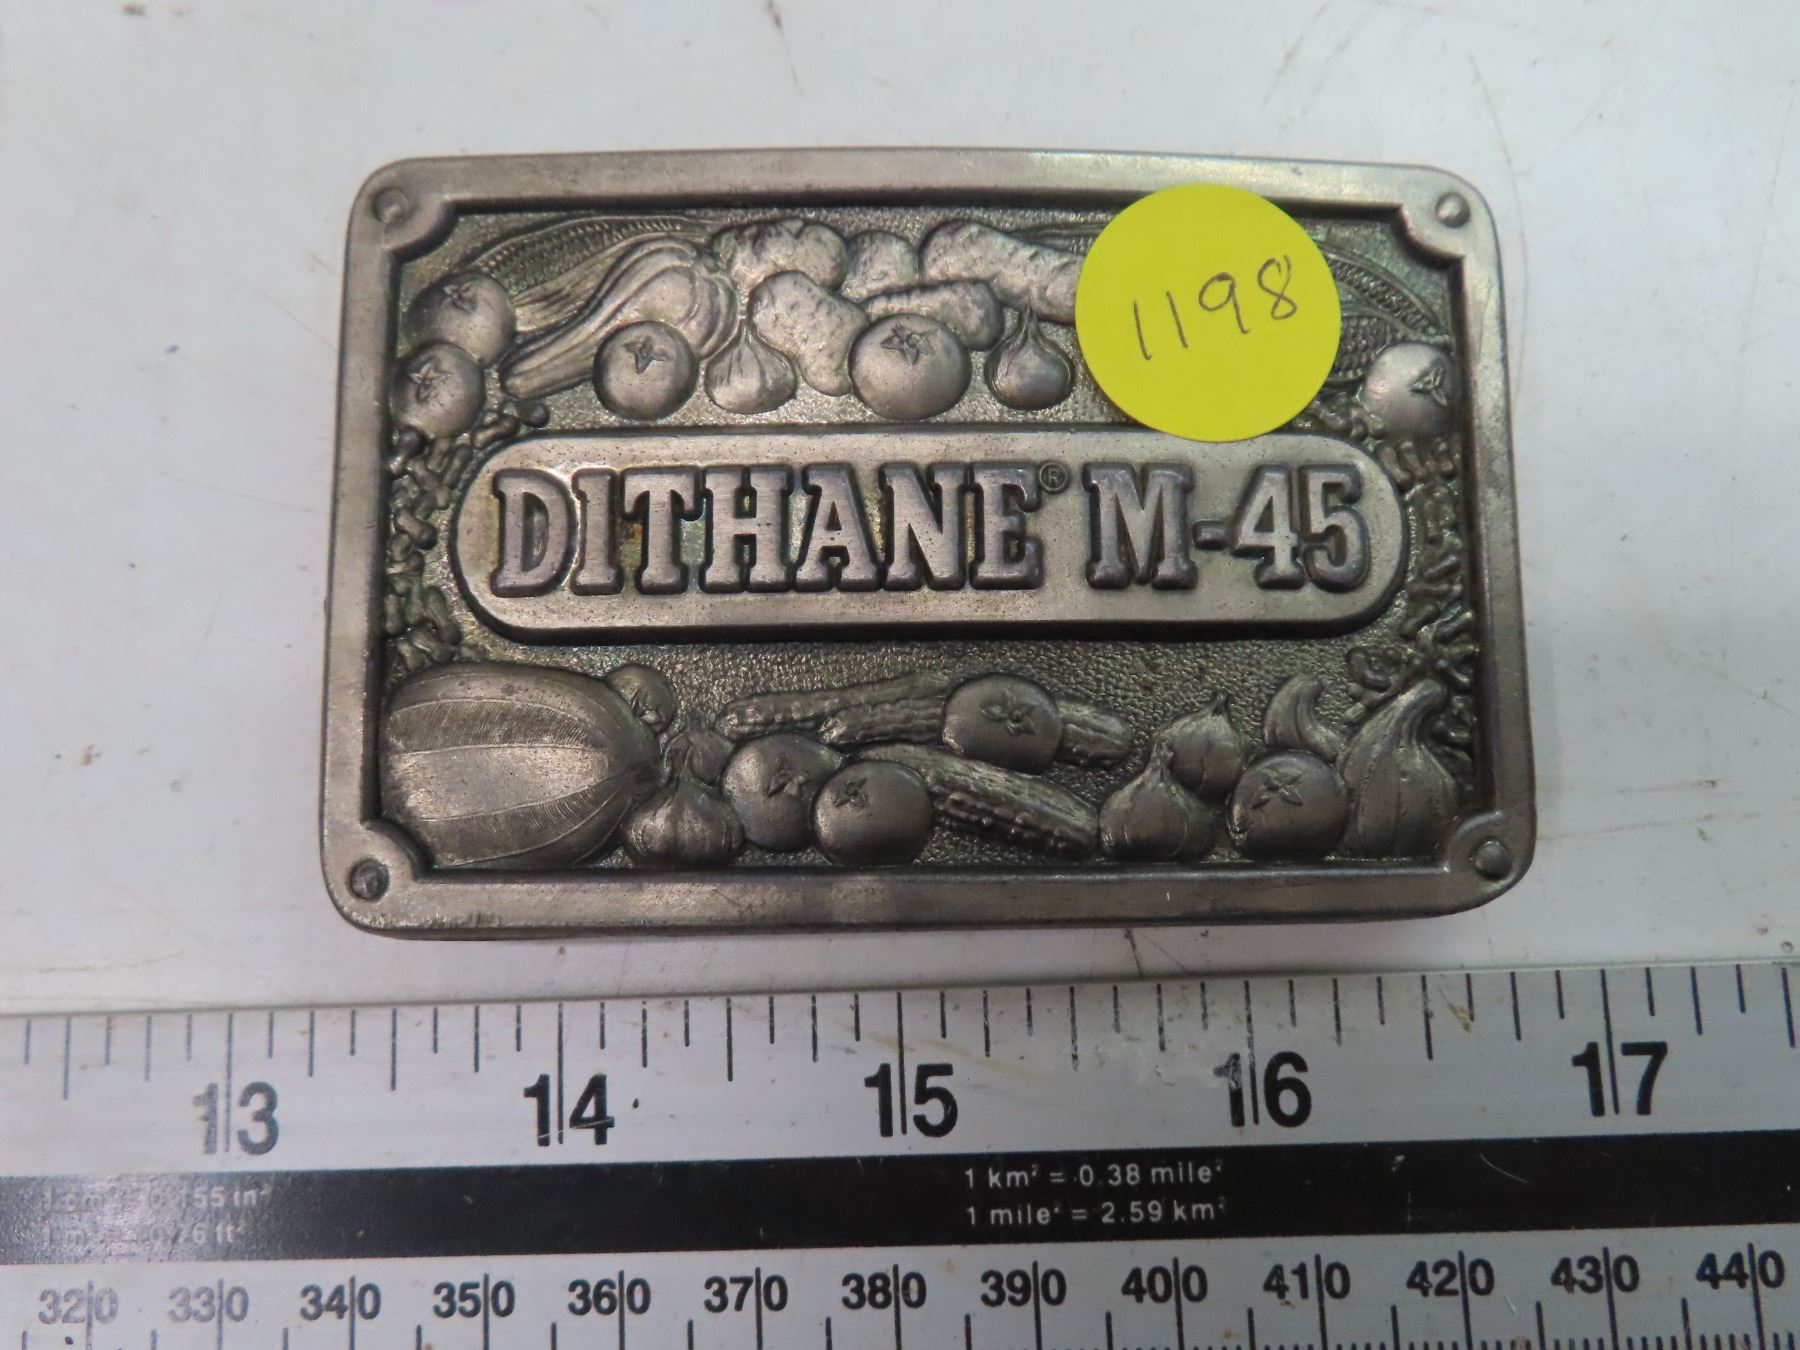 1198
DITHANE® M-45
13 14 15 16 17
1 km² = 0.38 mile²
1 mile² = 2.59 km²
320 330 340 350 360 370 380 390 400 410 420 430 440